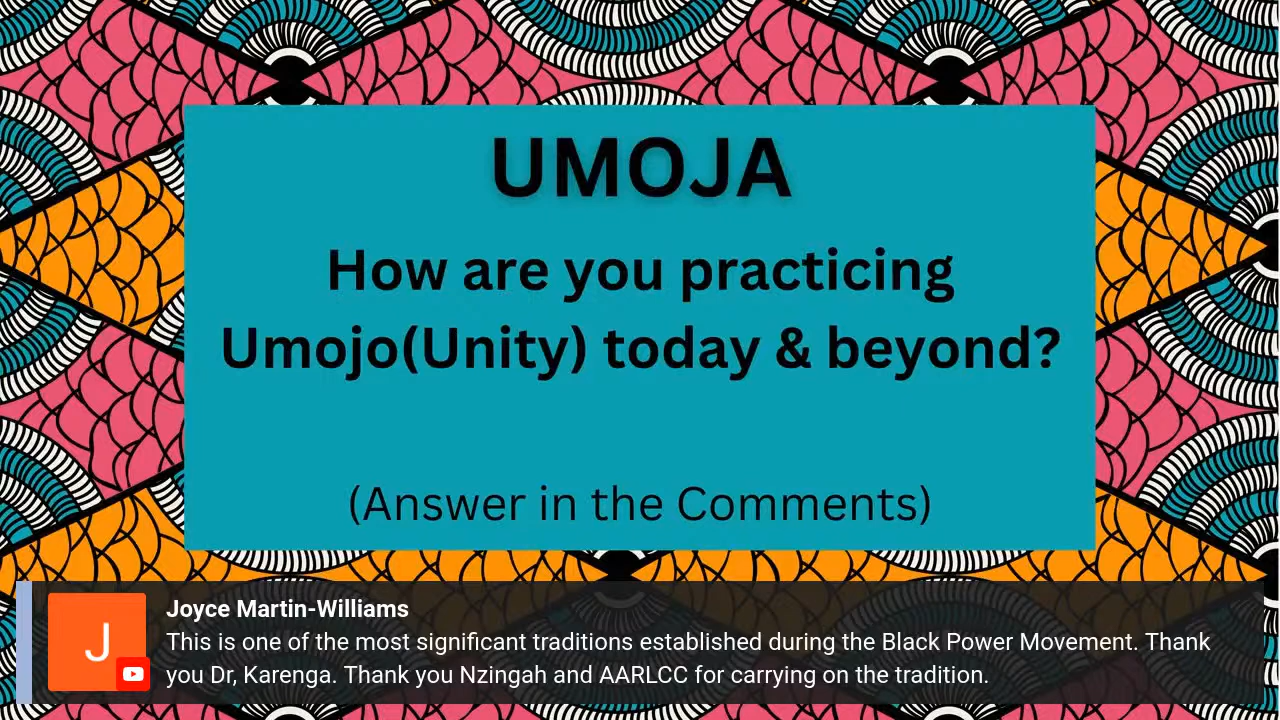 UMOJA
How are you practicing
Umojo(Unity) today & beyond?
(Answer in the Comments)
J
Joyce Martin-Williams
This is one of the most significant traditions established during the Black Power Movement. Thank
you Dr, Karenga. Thank you Nzingah and AARLCC for carrying on the tradition.